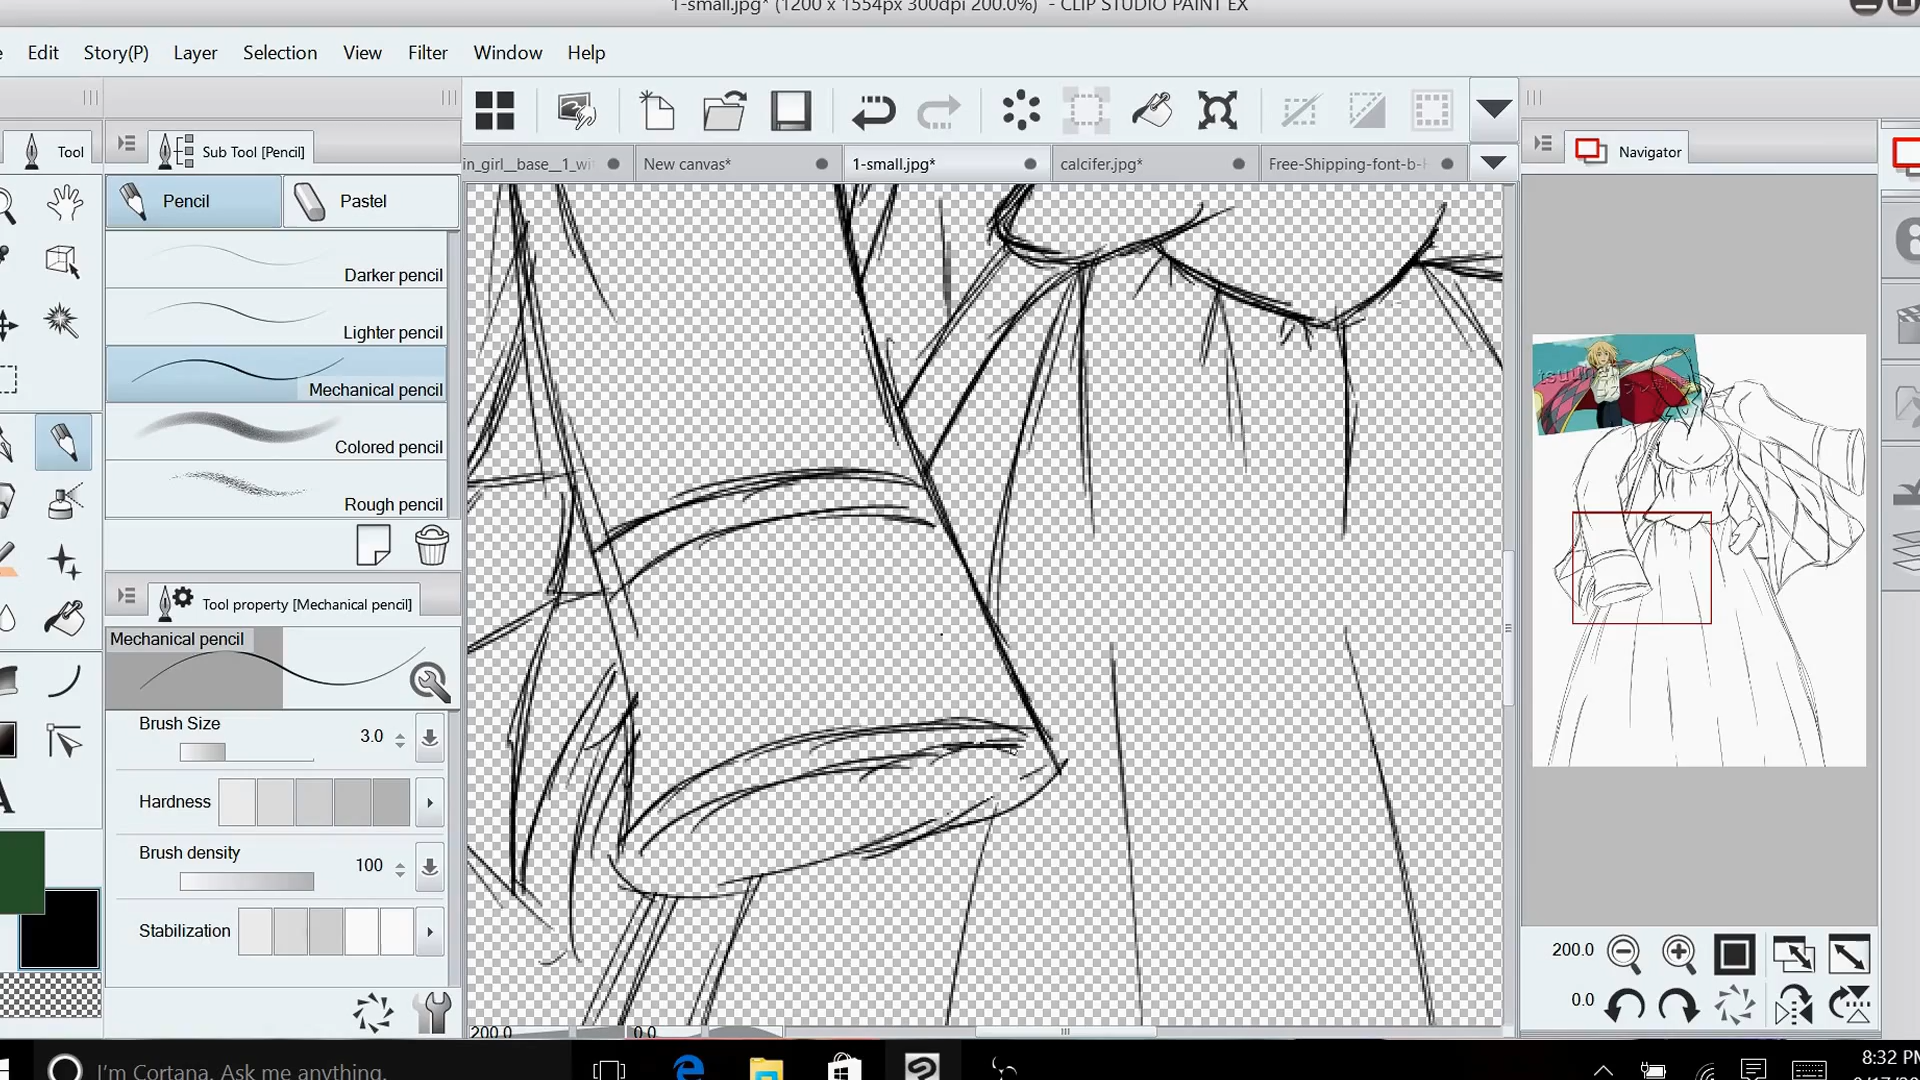 1-small.jpg* (1200 x 1554px 300dpi 200.0%) - CLIP STUDIO PAINT EX
Edit Story(P) Layer Selection View Filter Window Help
Tool
Sub Tool [Pencil]
in_girl__base__1_wi
New canvas*
1-small.jpg*
calcifer.jpg*
Free-Shipping-font-b-
Navigator
Pencil
Pastel
Darker pencil
Lighter pencil
Mechanical pencil
Colored pencil
Rough pencil
Tool property [Mechanical pencil]
Mechanical pencil
Brush Size
3.0
Hardness
Brush density
100
Stabilization
200.0
0.0
200.0
0.0
I'm Cortana. Ask me anything.
8:32 PM